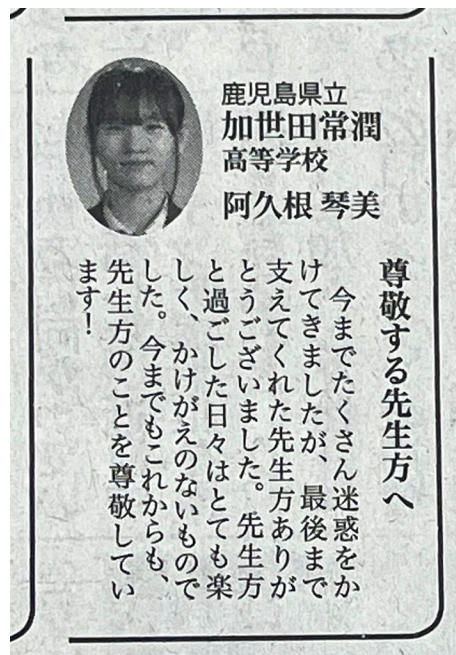 鹿児島県立
加世田常潤
高等学校
阿久根 琴美
尊敬する先生方へ
今までたくさん迷惑をか
けてきましたが、最後まで
支えてくれた先生方ありが
とうございました。先生方
と過ごした日々はとても楽
しく、かけがえのないもので
した。今までもこれからも、
先生方のことを尊敬してい
ます!